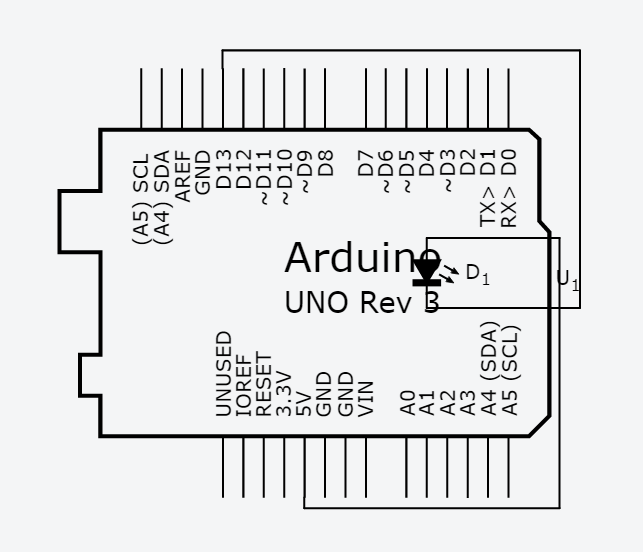 (A5) SCL
(A4) SDA
AREF
GND
D13
D12
~D11
~D10
~D9
D8
D7
~D6
~D5
D4
~D3
D2
TX> D1
RX> D0
Arduino
UNO Rev 3
D1
U1
UNUSED
IOREF
RESET
3.3V
5V
GND
GND
VIN
A0
A1
A2
A3
A4 (SDA)
A5 (SCL)